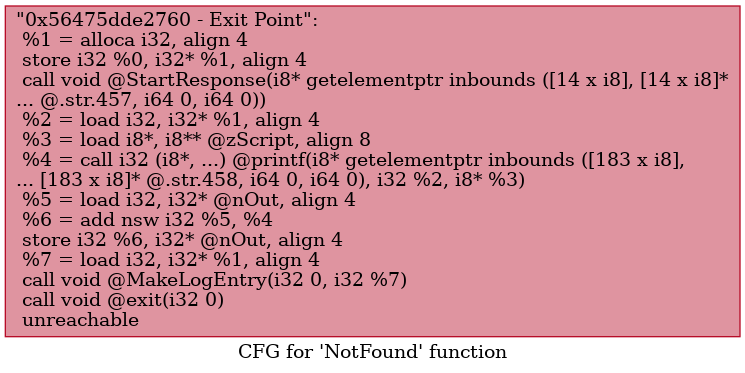 "0x56475dde2760 - Exit Point":
%1 = alloca i32, align 4
store i32 %0, i32* %1, align 4
call void @StartResponse(i8* getelementptr inbounds ([14 x i8], [14 x i8]*
... @.str.457, i64 0, i64 0))
%2 = load i32, i32* %1, align 4
%3 = load i8*, i8** @zScript, align 8
%4 = call i32 (i8*, ...) @printf(i8* getelementptr inbounds ([183 x i8],
... [183 x i8]* @.str.458, i64 0, i64 0), i32 %2, i8* %3)
%5 = load i32, i32* @nOut, align 4
%6 = add nsw i32 %5, %4
store i32 %6, i32* @nOut, align 4
%7 = load i32, i32* %1, align 4
call void @MakeLogEntry(i32 0, i32 %7)
call void @exit(i32 0)
unreachable
CFG for 'NotFound' function